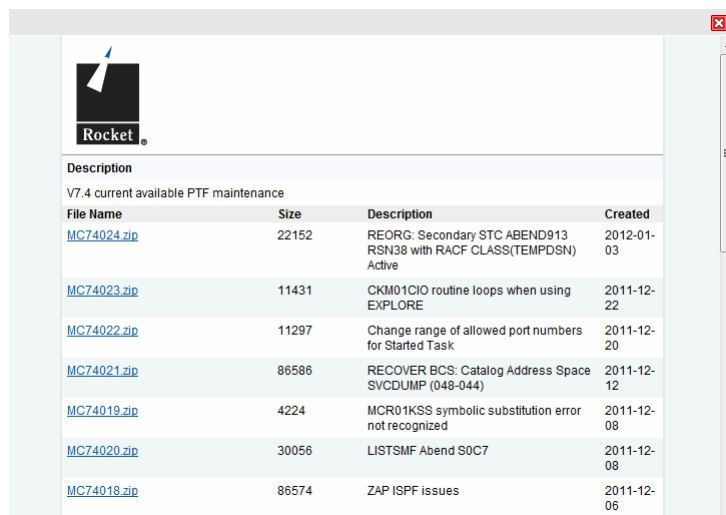 Rocket ®
Description
V7.4 current available PTF maintenance
File Name Size Description Created
MC74024.zip 22152 REORG: Secondary STC ABEND913 2012-01-
RSN38 with RACF CLASS(TEMPDSN) 03
Active
MC74023.zip 11431 CKM01CIO routine loops when using 2011-12-
EXPLORE 22
MC74022.zip 11297 Change range of allowed port numbers 2011-12-
for Started Task 20
MC74021.zip 86586 RECOVER BCS: Catalog Address Space 2011-12-
SVCDUMP (048-044) 12
MC74019.zip 4224 MCR01KSS symbolic substitution error 2011-12-
not recognized 08
MC74020.zip 30056 LISTSMF Abend S0C7 2011-12-
08
MC74018.zip 86574 ZAP ISPF issues 2011-12-
06